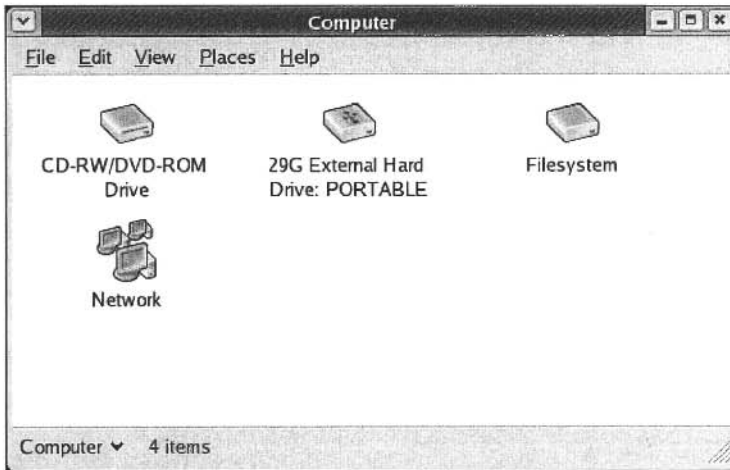 Computer
File Edit View Places Help
CD-RW/DVD-ROM
Drive
29G External Hard
Drive: PORTABLE
Filesystem
Network
Computer 4 items